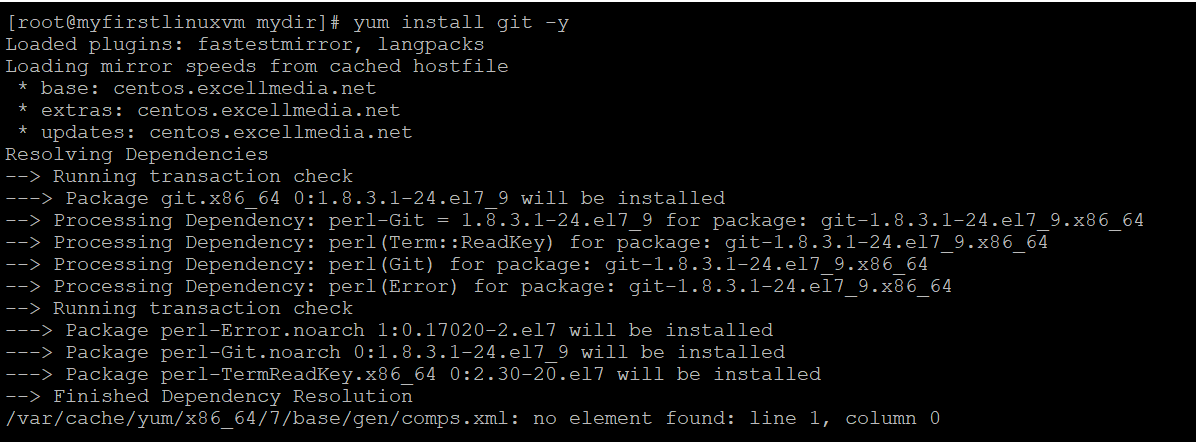 [root@myfirstlinuxvm mydir]# yum install git -y
Loaded plugins: fastestmirror, langpacks
Loading mirror speeds from cached hostfile
 * base: centos.excellmedia.net
 * extras: centos.excellmedia.net
 * updates: centos.excellmedia.net
Resolving Dependencies
--> Running transaction check
---> Package git.x86_64 0:1.8.3.1-24.el7_9 will be installed
--> Processing Dependency: perl-Git = 1.8.3.1-24.el7_9 for package: git-1.8.3.1-24.el7_9.x86_64
--> Processing Dependency: perl(Term::ReadKey) for package: git-1.8.3.1-24.el7_9.x86_64
--> Processing Dependency: perl(Git) for package: git-1.8.3.1-24.el7_9.x86_64
--> Processing Dependency: perl(Error) for package: git-1.8.3.1-24.el7_9.x86_64
--> Running transaction check
---> Package perl-Error.noarch 1:0.17020-2.el7 will be installed
---> Package perl-Git.noarch 0:1.8.3.1-24.el7_9 will be installed
---> Package perl-TermReadKey.x86_64 0:2.30-20.el7 will be installed
--> Finished Dependency Resolution
/var/cache/yum/x86_64/7/base/gen/comps.xml: no element found: line 1, column 0